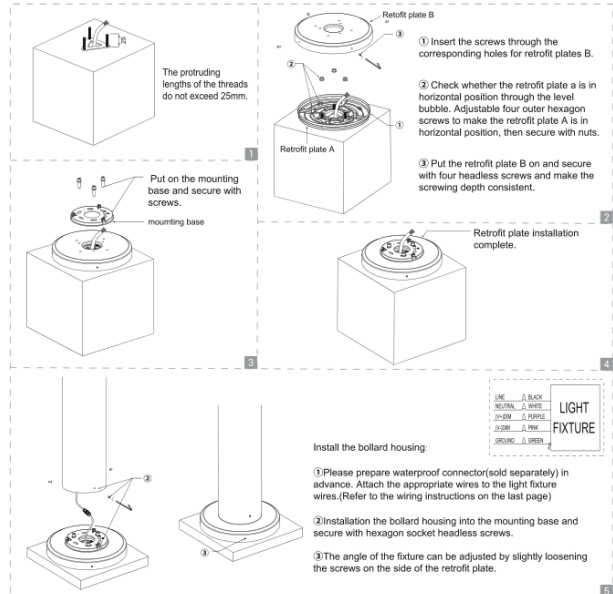 25
The protruding
lengths of the threads
do not exceed 25mm.
1
Retrofit plate B
③
②
①
Retrofit plate A
① Insert the screws through the
corresponding holes for retrofit plates B.
② Check whether the retrofit plate a is in
horizontal position through the level
bubble. Adjustable four outer hexagon
screws to make the retrofit plate A is in
horizontal position, then secure with nuts.
③ Put the retrofit plate B on and secure
with four headless screws and make the
screwing depth consistent.
2
Put on the mounting
base and secure with
screws.
mounting base
3
Retrofit plate installation
complete.
4
②
③
LINE BLACK
NEUTRAL WHITE
(V+)DIM PURPLE
(V-)DIM PINK
GROUND GREEN
LIGHT
FIXTURE
Install the bollard housing:
①Please prepare waterproof connector(sold separately) in
advance. Attach the appropriate wires to the light fixture
wires.(Refer to the wiring instructions on the last page)
②Installation the bollard housing into the mounting base and
secure with hexagon socket headless screws.
③The angle of the fixture can be adjusted by slightly loosening
the screws on the side of the retrofit plate.
5